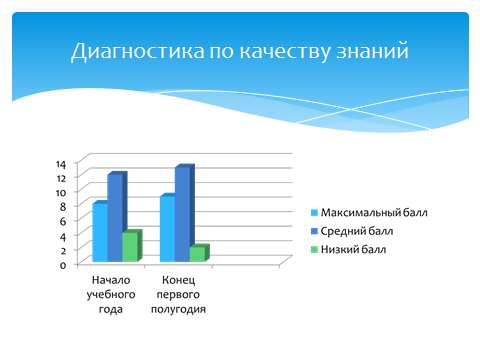 Диагностика по качеству знаний
14
12
10
8
6
4
2
0
Начало
учебного
года
Конец
первого
полугодия
Максимальный балл
Средний балл
Низкий балл